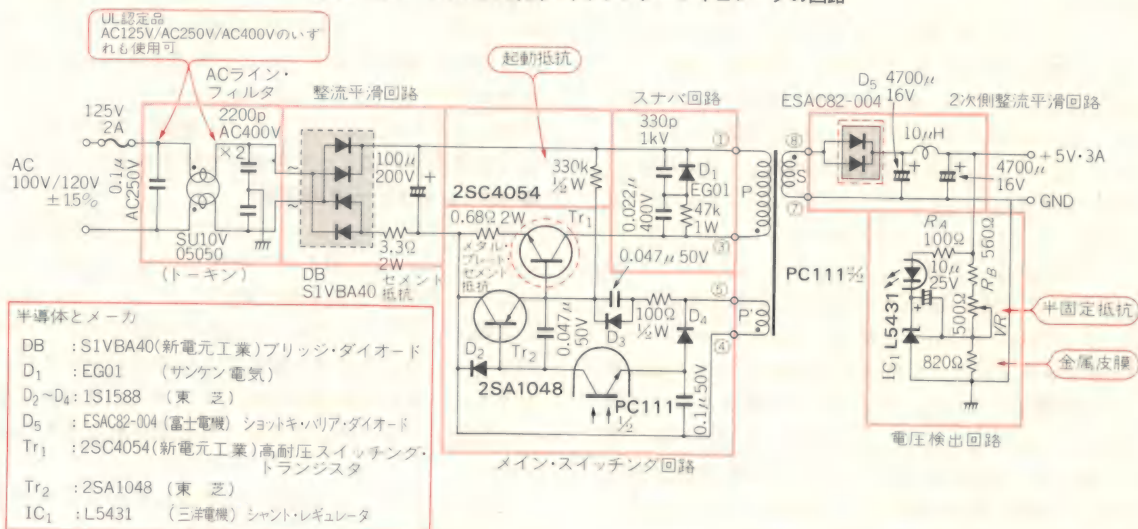 UL認定品
AC125V/AC250V/AC400Vのいず
れも使用可
起動抵抗
ACライン・
フィルタ
整流平滑回路
スナバ回路
D₅ 4700μ
16V
ESAC82-004
2次側整流平滑回路
125V
2A
2200p
AC400V
×2
330p
1kV
①
⑧
10μH
+5V・3A
4700μ
16V
AC
100V/120V
±15%
0.1μ
AC250V
100μ
200V
330k
½W
2SC4054
D₁
EG01
0.022μ
400V
47k
1W
P
S
⑦
GND
0.68Ω 2W
Tr₁
③
SU10V
05050
(トーキン)
3.3Ω
2W
セメント
抵抗
DB
S1VBA40
メタル・
プレート・
セメント
抵抗
0.047μ 50V
PC111 ½
R_A
100Ω
10μ
25V
560Ω
R_B
500Ω
VR
半固定抵抗
⑤
P'
④
0.047μ
50V
100Ω
½W
D₃
D₄
Tr₂
D₂
2SA1048
PC111
½
0.1μ 50V
IC₁ L5431
820Ω
金属皮膜
電圧検出回路
メイン・スイッチング回路
半導体とメーカ
DB :S1VBA40(新電元工業)ブリッジ・ダイオード
D₁ :EG01 (サンケン電気)
D₂~D₄:1S1588 (東 芝)
D₅ :ESAC82-004(富士電機) ショットキ・バリア・ダイオード
Tr₁ :2SC4054(新電元工業)高耐圧スイッチング・
トランジスタ
Tr₂ :2SA1048 (東 芝)
IC₁ :L5431 (三洋電機) シャント・レギュレータ